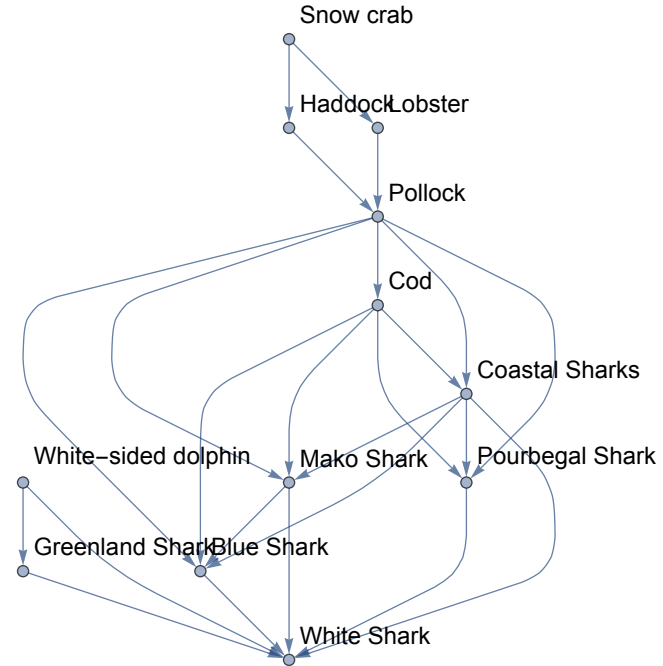 Snow crab
Haddock
Lobster
Pollock
Cod
Coastal Sharks
White-sided dolphin
Mako Shark
Pourbegal Shark
Greenland Shark
Blue Shark
White Shark